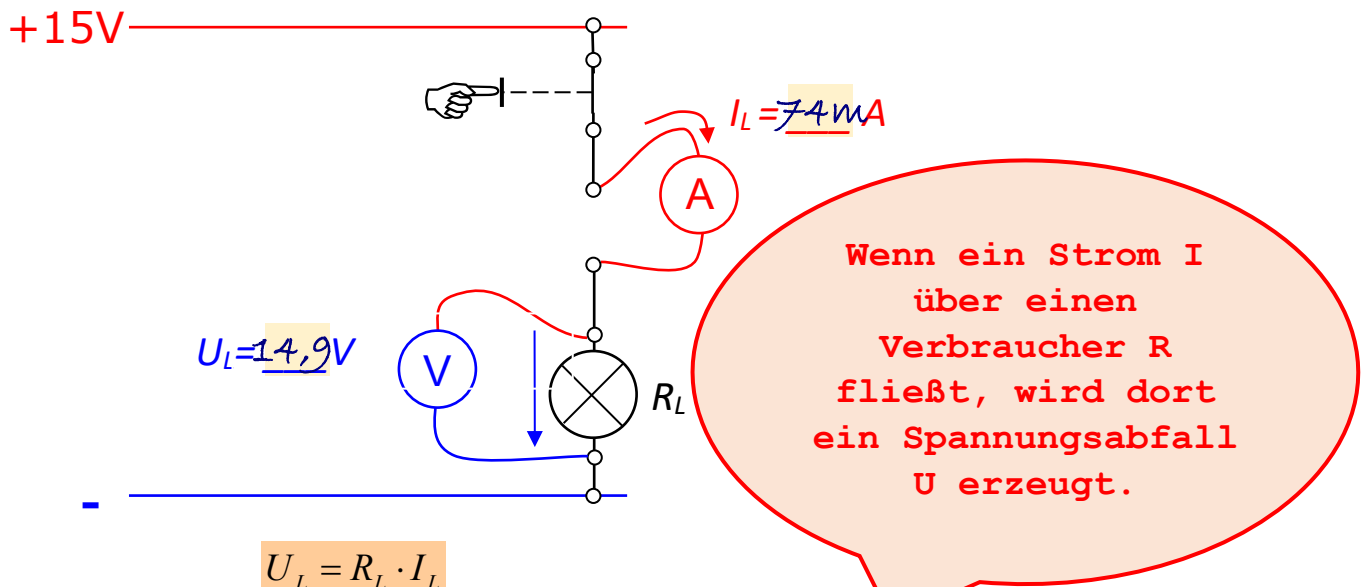 +15V
I_L = 74mA
A
Wenn ein Strom I
über einen
Verbraucher R
fließt, wird dort
ein Spannungsabfall
U erzeugt.
U_L=14,9V
V
R_L
-
U_L = R_L · I_L